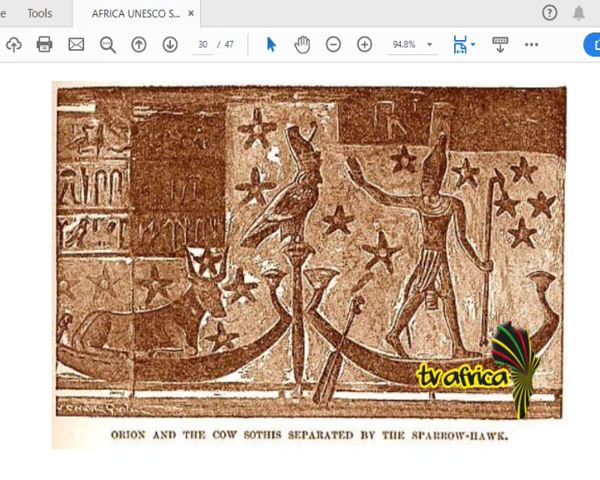 e Tools AFRICA UNESCO S... ×
30 / 47 94.8%
tv africa
ORION AND THE COW SOTHIS SEPARATED BY THE SPARROW-HAWK.